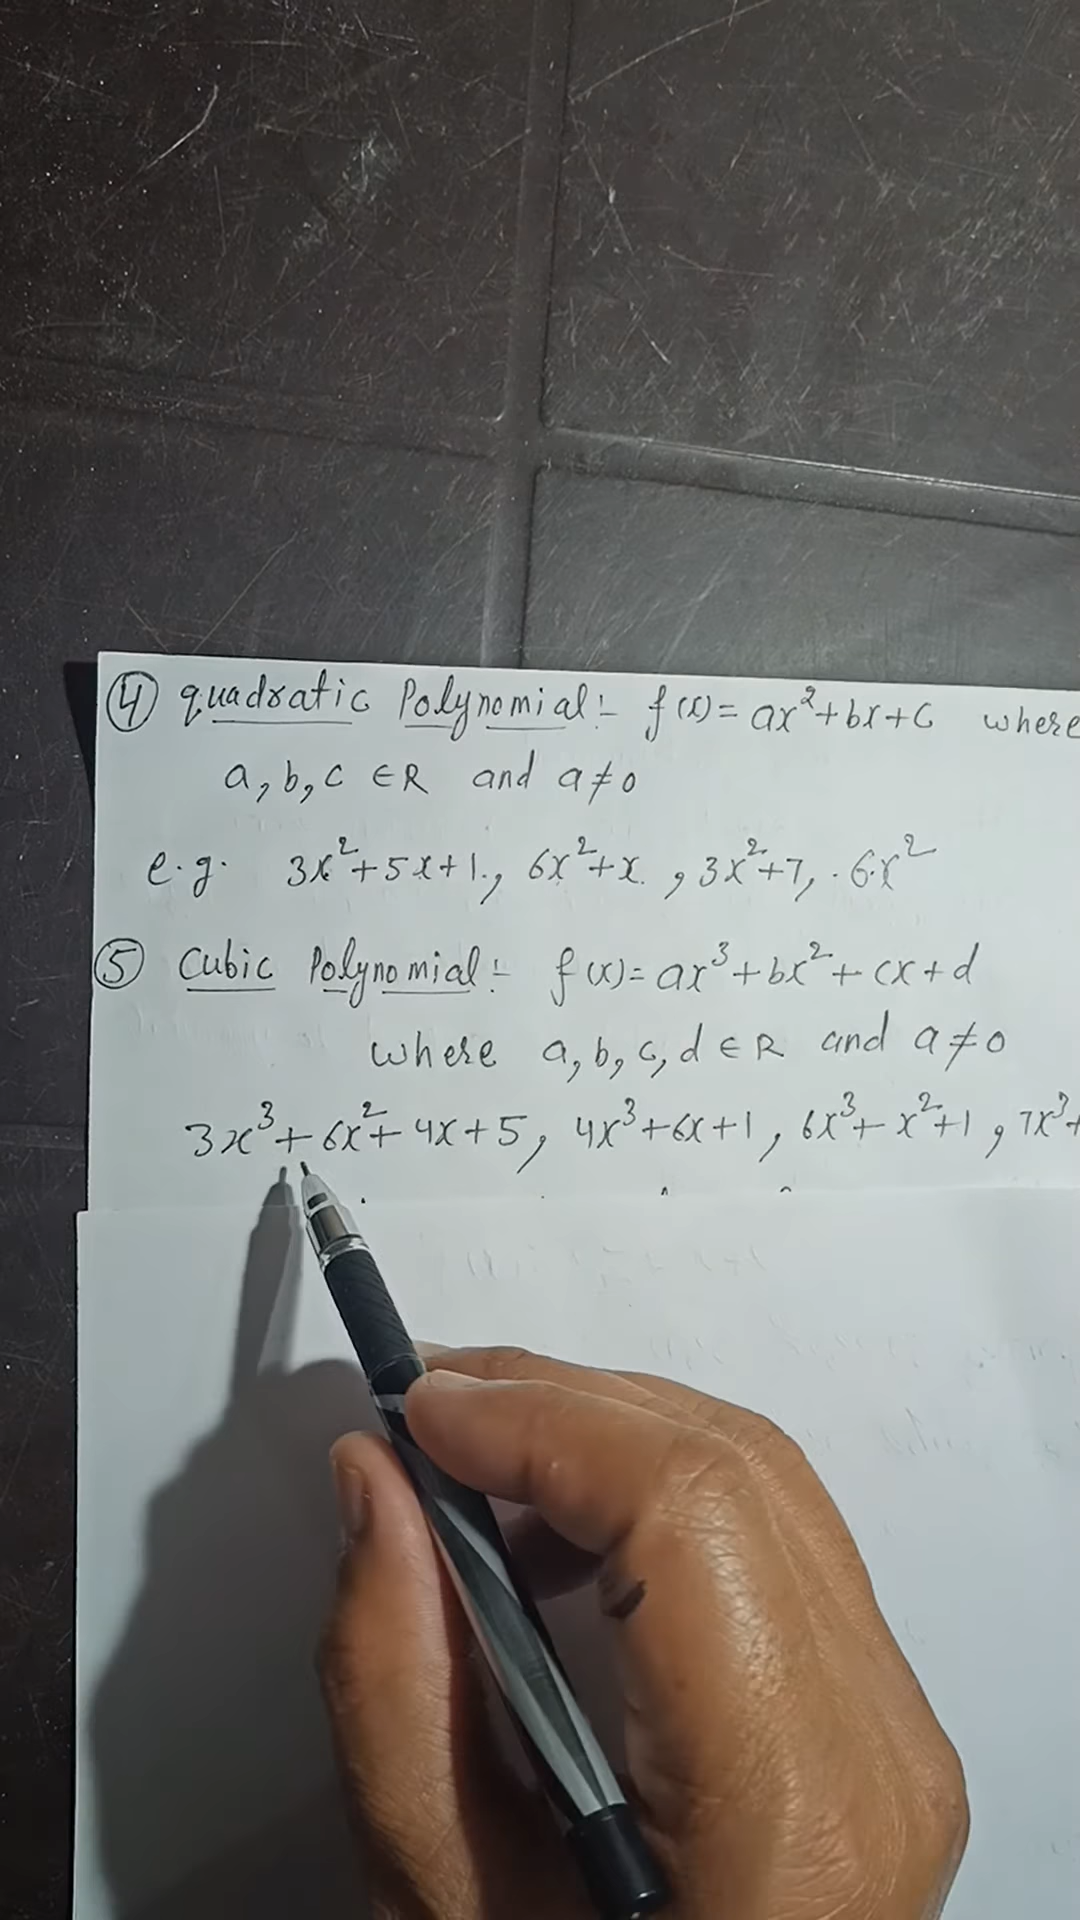 ④ quadratic Polynomial:- f(x)= ax²+bx+c where
a, b, c ∈R and a≠0
e.g. 3x²+5x+1, 6x²+x, 3x²+7, 6x²
⑤ Cubic Polynomial:- f(x)= ax³+bx²+cx+d
where a, b, c, d ∈ R and a≠0
3x³+6x²+4x+5, 4x³+6x+1, 6x³+x²+1, 7x³+